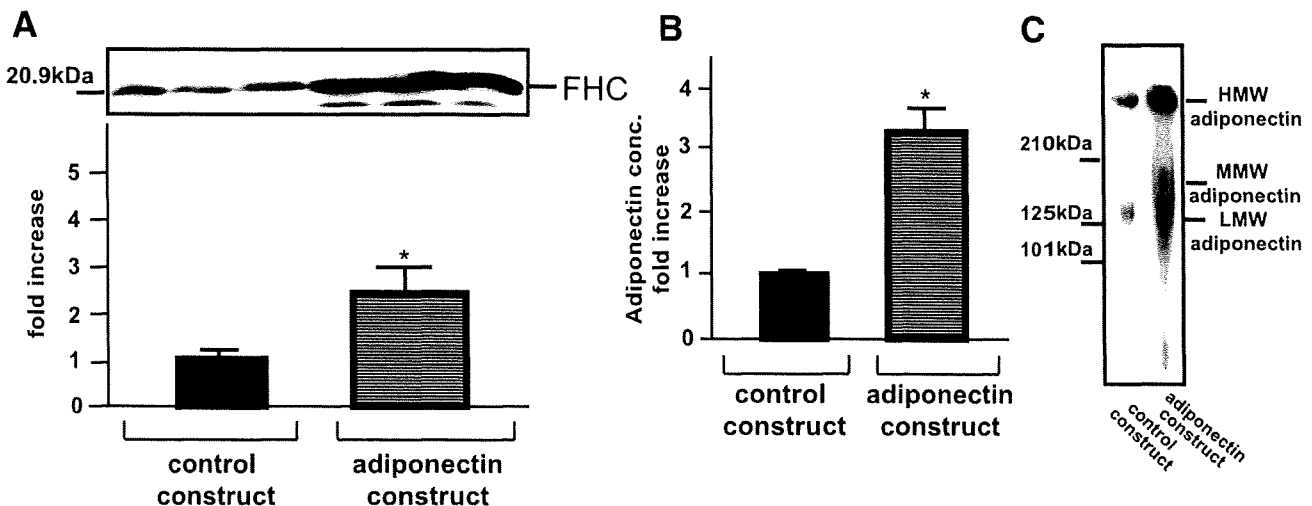 A
20.9kDa
FHC
fold increase
5
4
3
2
1
0
*
control
construct
adiponectin
construct
B
Adiponectin conc.
fold increase
4
3
2
1
0
*
control
construct
adiponectin
construct
C
210kDa
125kDa
101kDa
HMW
adiponectin
MMW
adiponectin
LMW
adiponectin
control
construct
adiponectin
construct